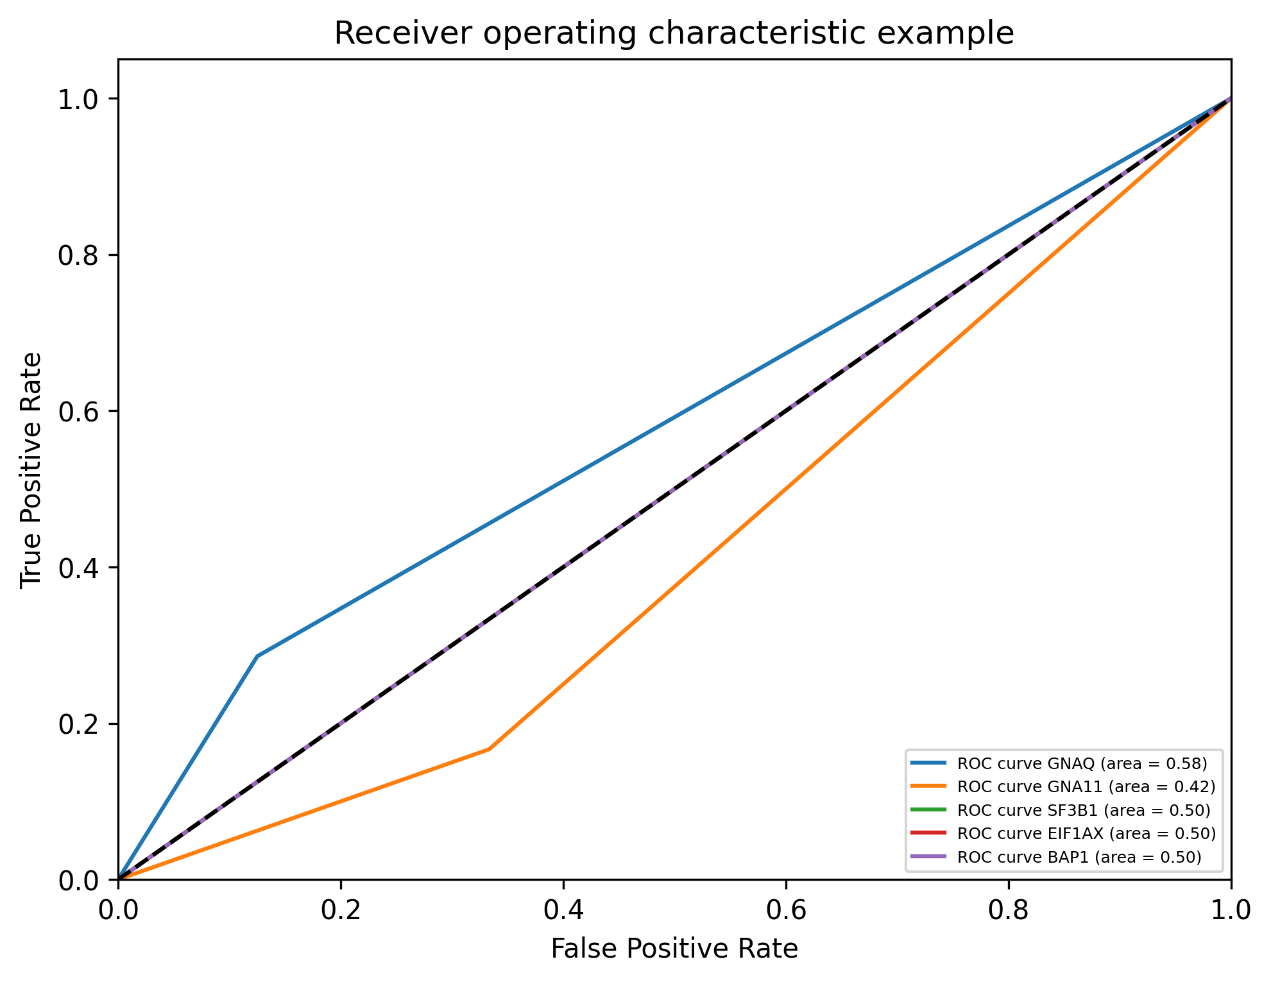 Receiver operating characteristic example
1.0
0.8
0.6
0.4
0.2
0.0
True Positive Rate
ROC curve GNAQ (area = 0.58)
ROC curve GNA11 (area = 0.42)
ROC curve SF3B1 (area = 0.50)
ROC curve EIF1AX (area = 0.50)
ROC curve BAP1 (area = 0.50)
0.0 0.2 0.4 0.6 0.8 1.0
False Positive Rate